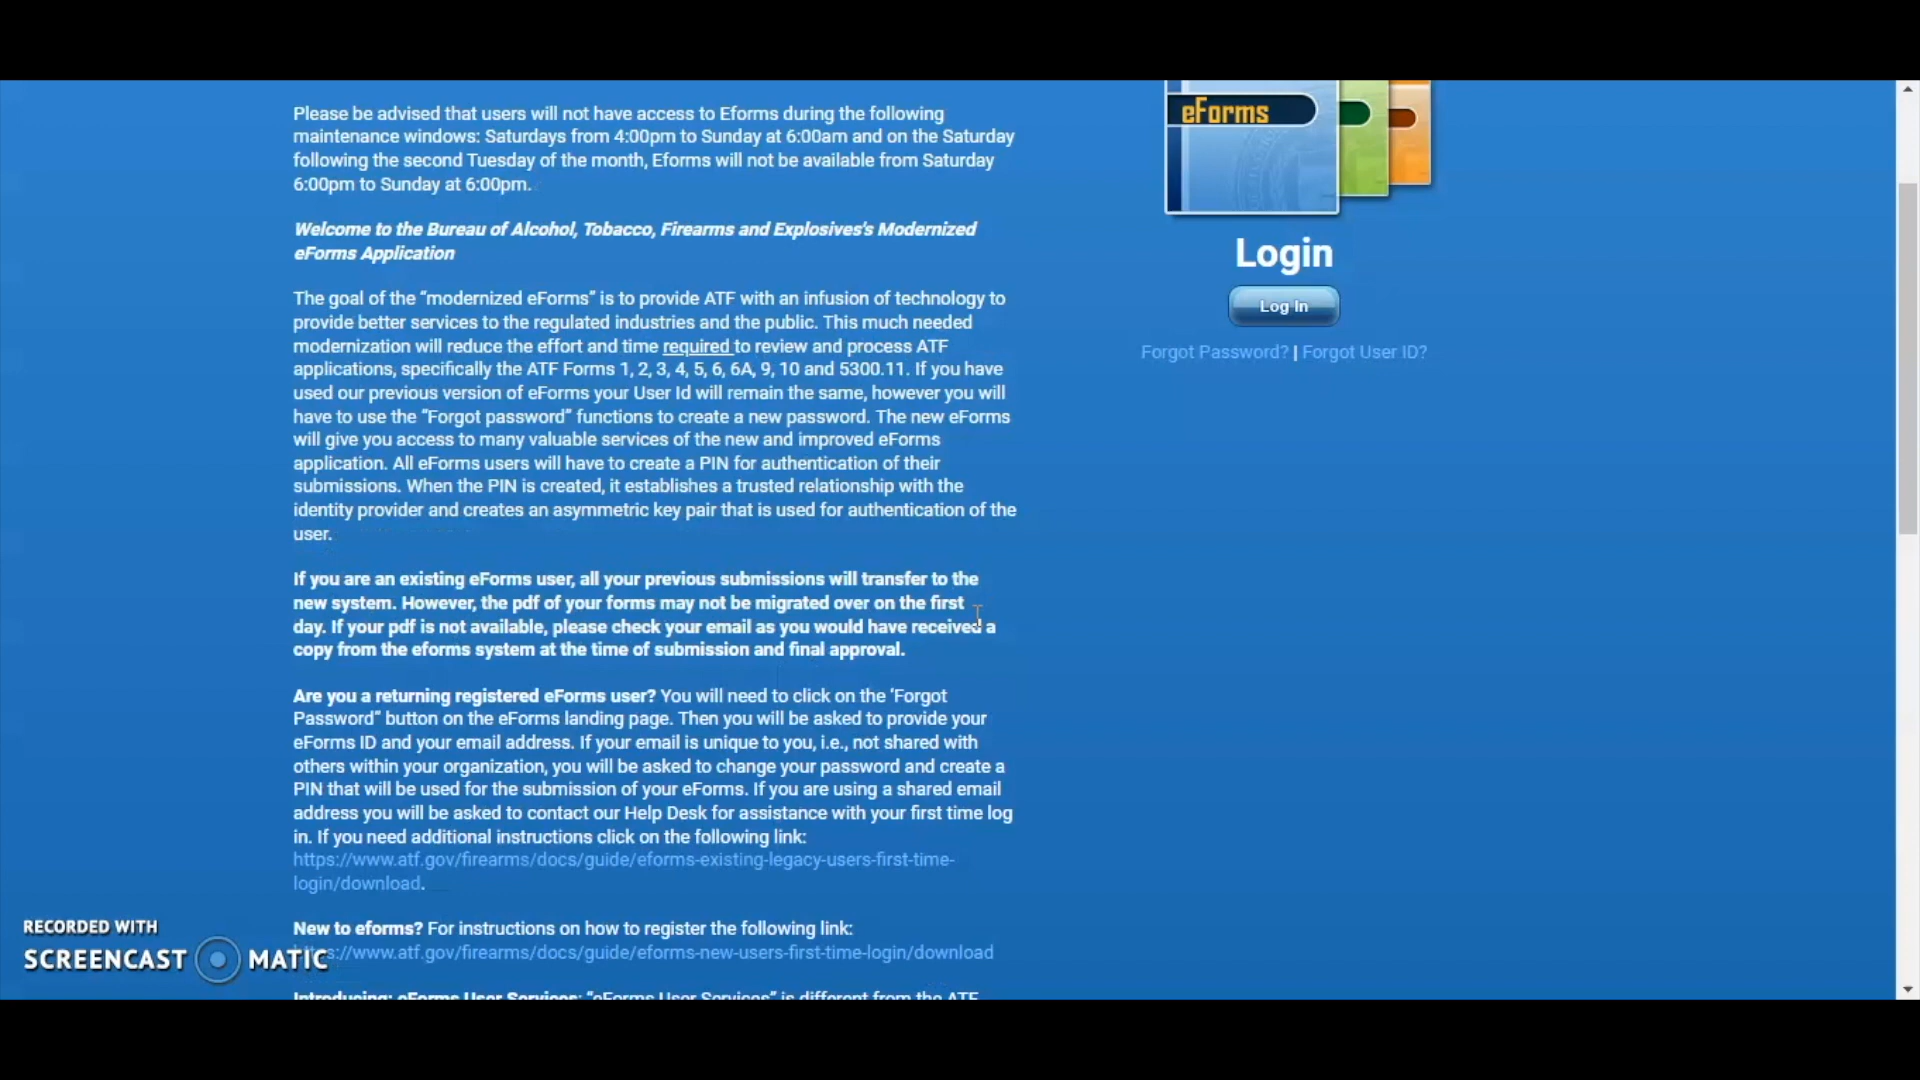 Please be advised that users will not have access to Eforms during the following
maintenance windows: Saturdays from 4:00pm to Sunday at 6:00am and on the Saturday
following the second Tuesday of the month, Eforms will not be available from Saturday
6:00pm to Sunday at 6:00pm.
Welcome to the Bureau of Alcohol, Tobacco, Firearms and Explosives's Modernized
eForms Application
The goal of the “modernized eForms” is to provide ATF with an infusion of technology to
provide better services to the regulated industries and the public. This much needed
modernization will reduce the effort and time required to review and process ATF
applications, specifically the ATF Forms 1, 2, 3, 4, 5, 6, 6A, 9, 10 and 5300.11. If you have
used our previous version of eForms your User Id will remain the same, however you will
have to use the “Forgot password” functions to create a new password. The new eForms
will give you access to many valuable services of the new and improved eForms
application. All eForms users will have to create a PIN for authentication of their
submissions. When the PIN is created, it establishes a trusted relationship with the
identity provider and creates an asymmetric key pair that is used for authentication of the
user.
If you are an existing eForms user, all your previous submissions will transfer to the
new system. However, the pdf of your forms may not be migrated over on the first
day. If your pdf is not available, please check your email as you would have received a
copy from the eforms system at the time of submission and final approval.
Are you a returning registered eForms user? You will need to click on the ‘Forgot
Password” button on the eForms landing page. Then you will be asked to provide your
eForms ID and your email address. If your email is unique to you, i.e., not shared with
others within your organization, you will be asked to change your password and create a
PIN that will be used for the submission of your eForms. If you are using a shared email
address you will be asked to contact our Help Desk for assistance with your first time log
in. If you need additional instructions click on the following link:
https://www.atf.gov/firearms/docs/guide/eforms-existing-legacy-users-first-time-
login/download.
New to eforms? For instructions on how to register the following link:
https://www.atf.gov/firearms/docs/guide/eforms-new-users-first-time-login/download
Introducing: eForms User Services: “eForms User Services” is different from the ATF
eForms
Login
Log In
Forgot Password? | Forgot User ID?
RECORDED WITH
SCREENCAST MATIC